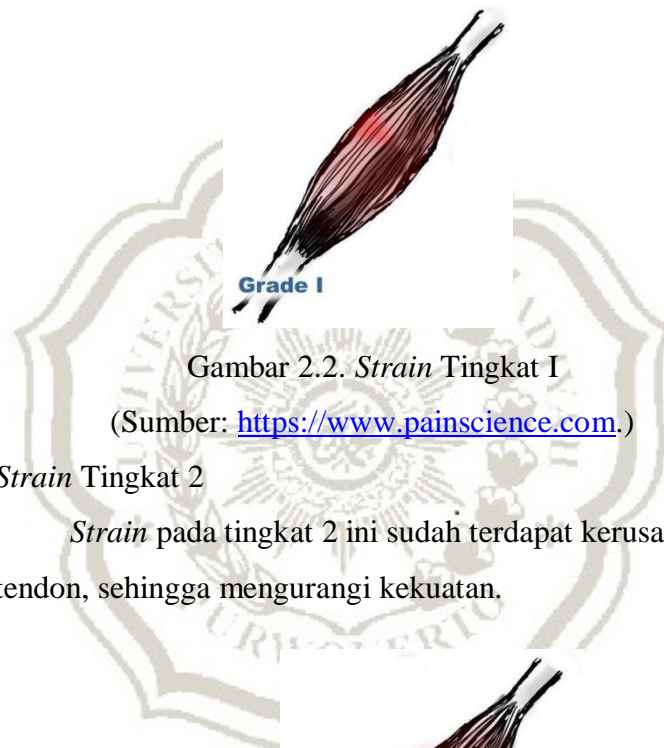 Grade I
Gambar 2.2. Strain Tingkat I
(Sumber: https://www.painscience.com.)
Strain Tingkat 2
Strain pada tingkat 2 ini sudah terdapat kerusa
tendon, sehingga mengurangi kekuatan.
PURWOKERTO